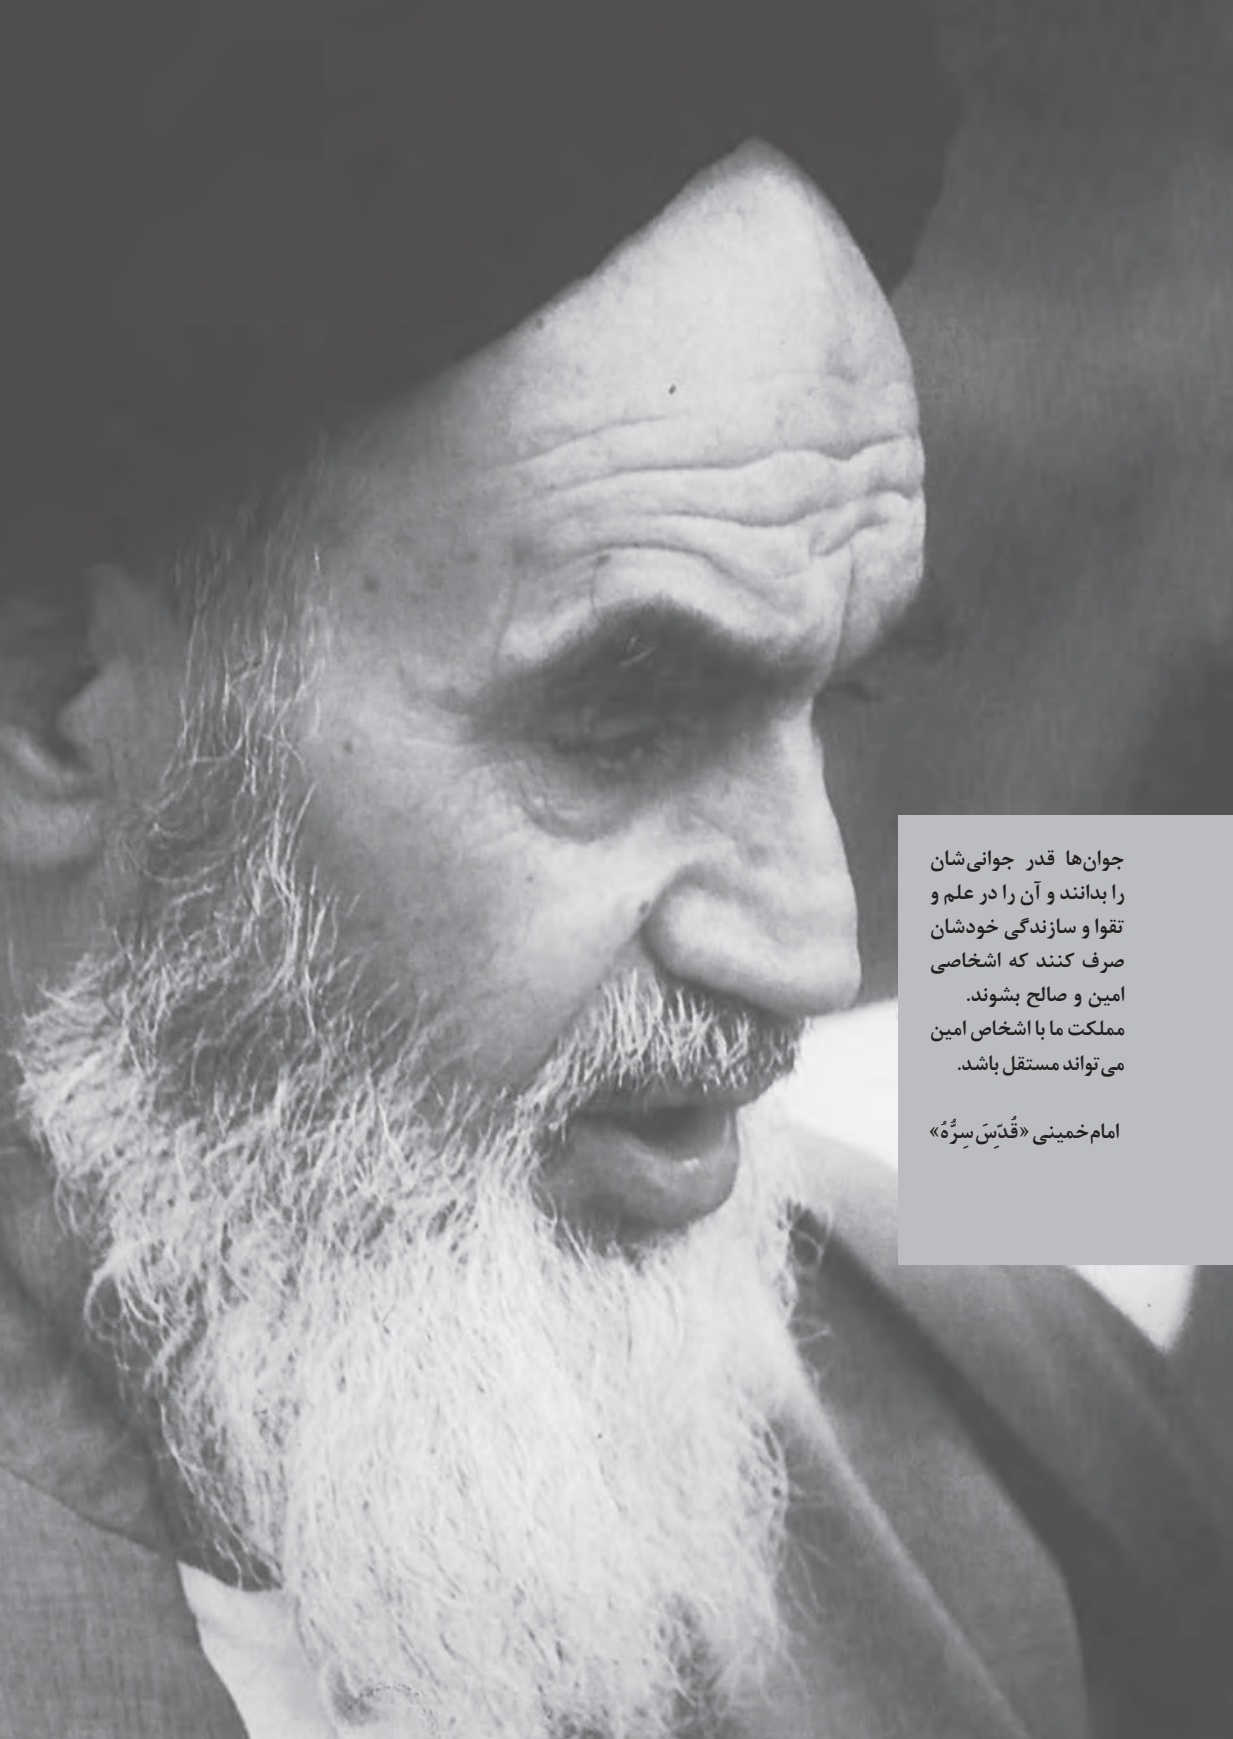 جوان‌ها قدر جوانی‌شان
را بدانند و آن را در علم و
تقوا و سازندگی خودشان
صرف کنند که اشخاصی
امین و صالح بشوند.
مملکت ما با اشخاص امین
می‌تواند مستقل باشد.
امام خمینی «قُدِّسَ سِرُّهُ»